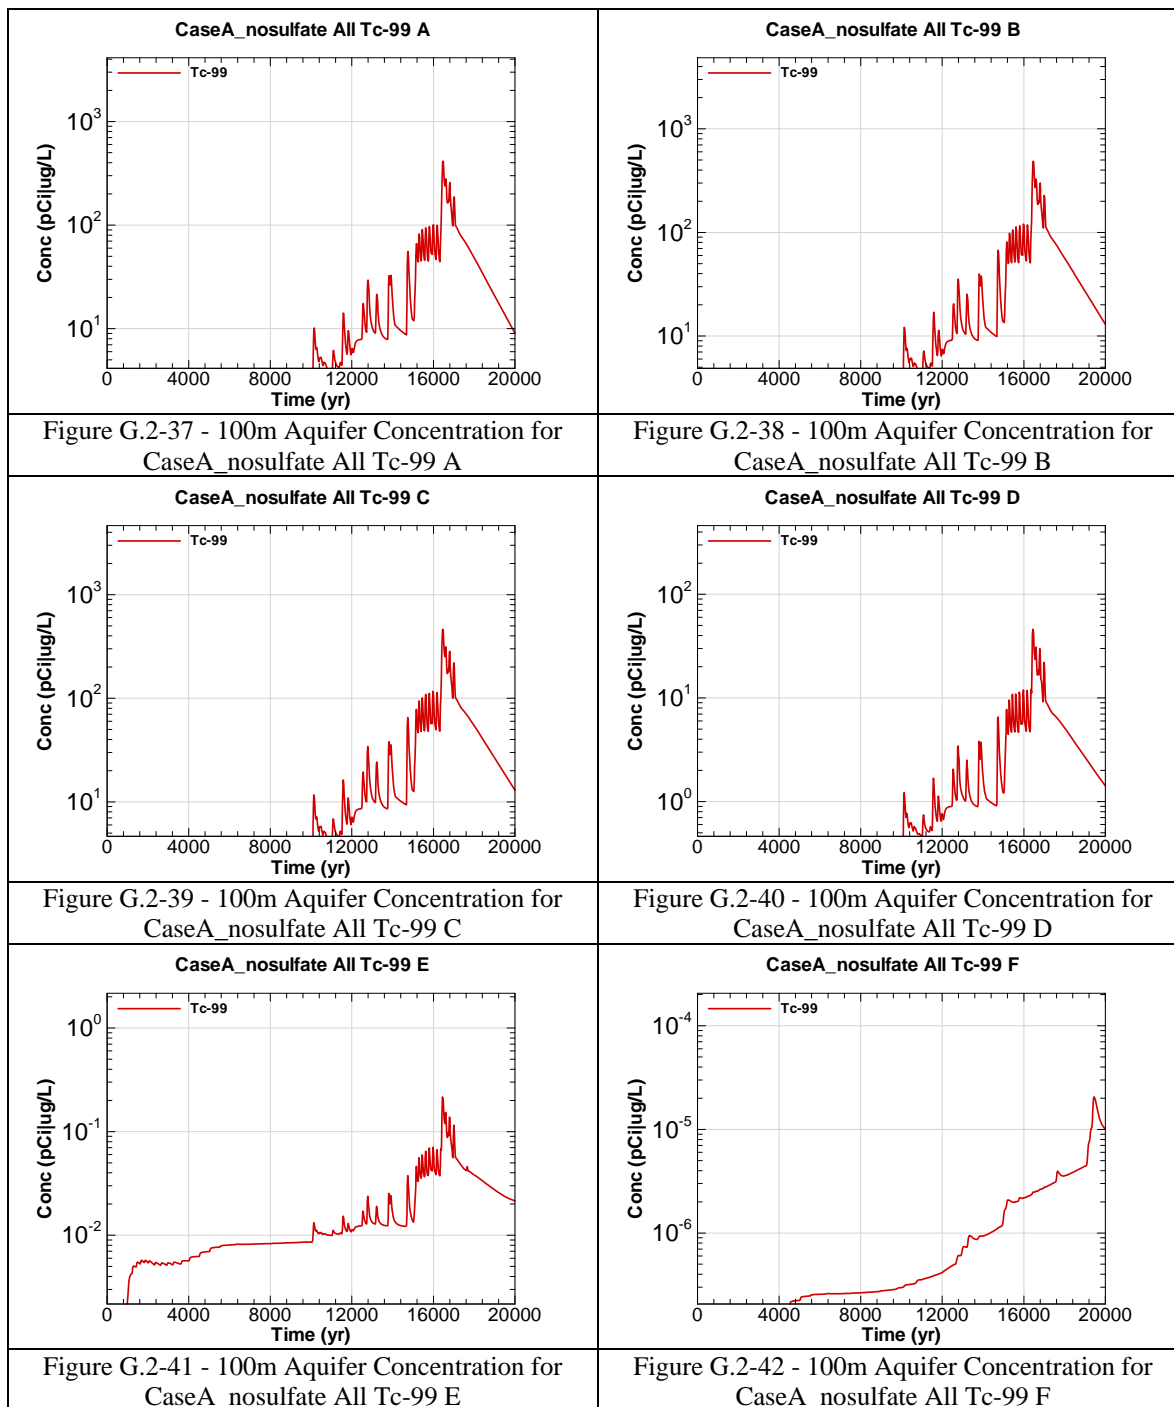 CaseA_nosulfate All Tc-99 A
Tc-99
10^3
10^2
10^1
Conc (pCi|ug/L)
0 4000 8000 12000 16000 20000
Time (yr)
Figure G.2-37 - 100m Aquifer Concentration for
CaseA_nosulfate All Tc-99 A
CaseA_nosulfate All Tc-99 B
Tc-99
10^3
10^2
10^1
Conc (pCi|ug/L)
0 4000 8000 12000 16000 20000
Time (yr)
Figure G.2-38 - 100m Aquifer Concentration for
CaseA_nosulfate All Tc-99 B
CaseA_nosulfate All Tc-99 C
Tc-99
10^3
10^2
10^1
Conc (pCi|ug/L)
0 4000 8000 12000 16000 20000
Time (yr)
Figure G.2-39 - 100m Aquifer Concentration for
CaseA_nosulfate All Tc-99 C
CaseA_nosulfate All Tc-99 D
Tc-99
10^2
10^1
10^0
Conc (pCi|ug/L)
0 4000 8000 12000 16000 20000
Time (yr)
Figure G.2-40 - 100m Aquifer Concentration for
CaseA_nosulfate All Tc-99 D
CaseA_nosulfate All Tc-99 E
Tc-99
10^0
10^-1
10^-2
Conc (pCi|ug/L)
0 4000 8000 12000 16000 20000
Time (yr)
Figure G.2-41 - 100m Aquifer Concentration for
CaseA_nosulfate All Tc-99 E
CaseA_nosulfate All Tc-99 F
Tc-99
10^-4
10^-5
10^-6
Conc (pCi|ug/L)
0 4000 8000 12000 16000 20000
Time (yr)
Figure G.2-42 - 100m Aquifer Concentration for
CaseA_nosulfate All Tc-99 F